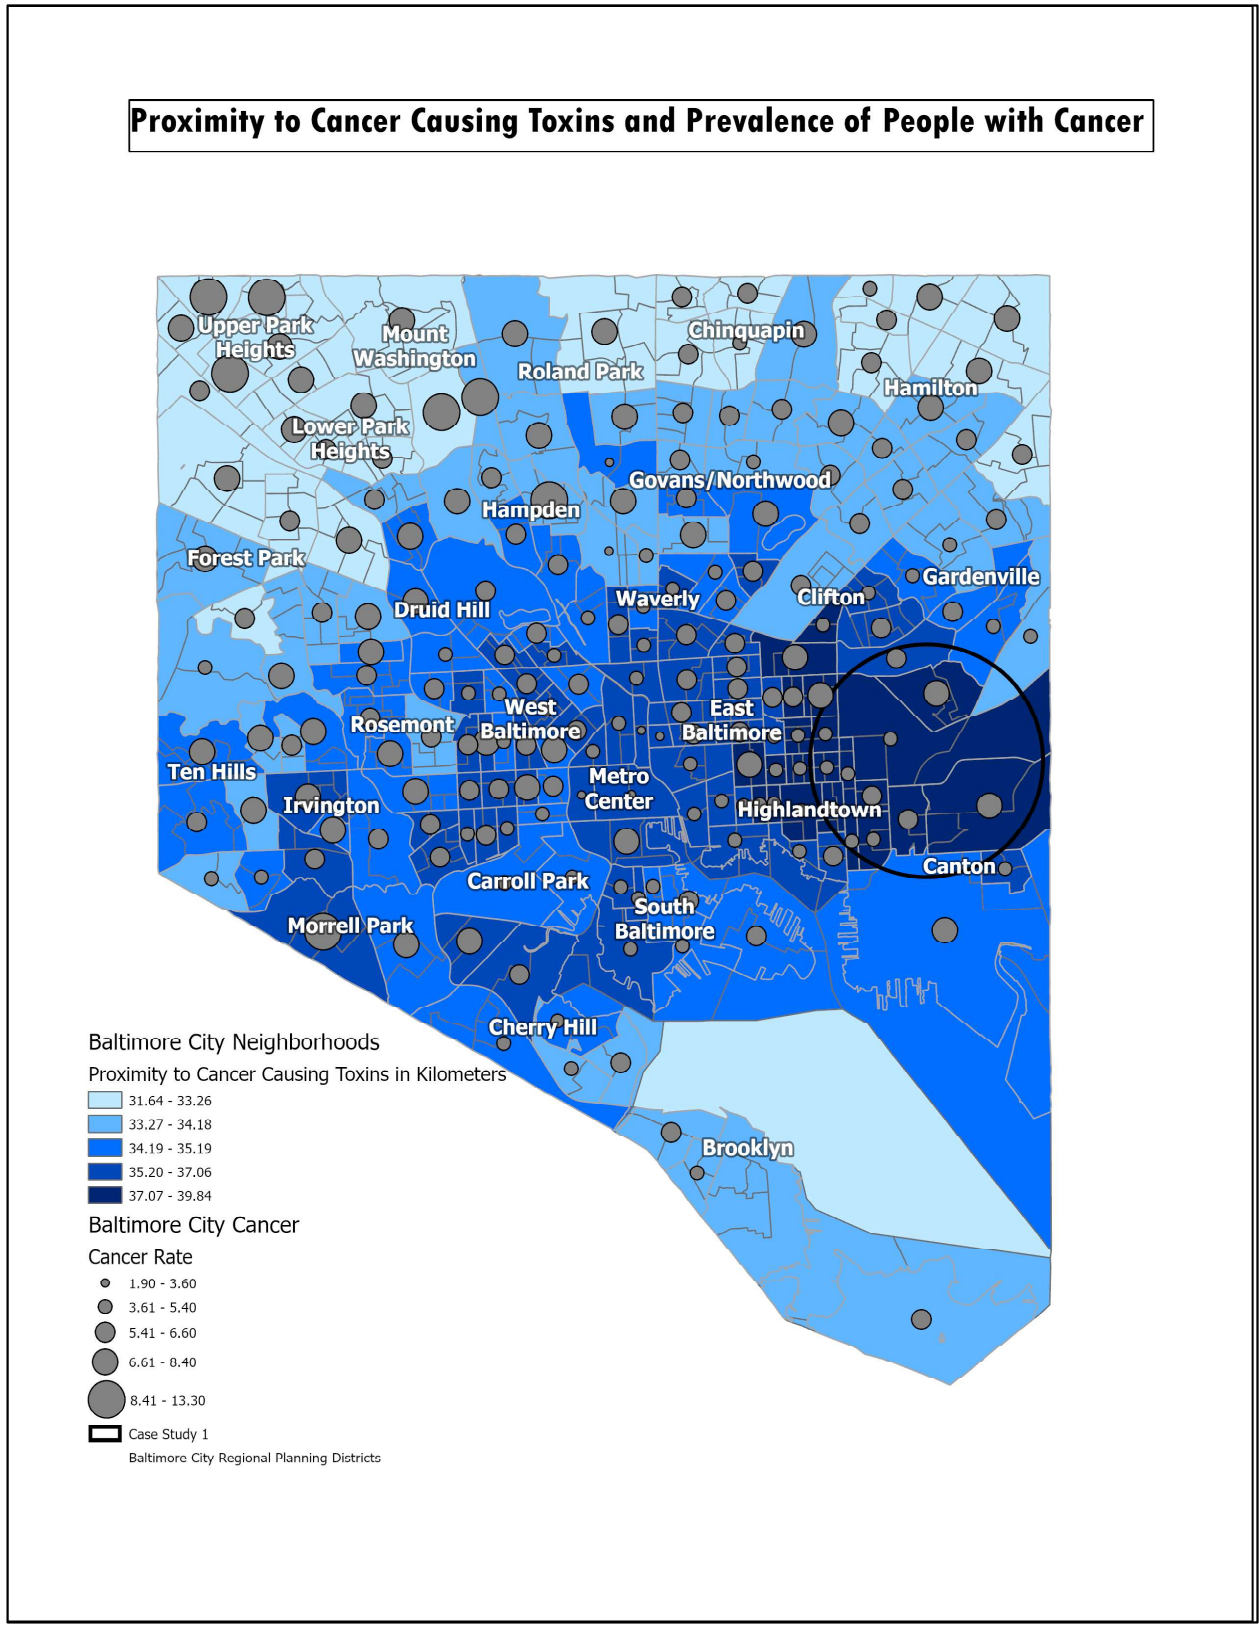 Proximity to Cancer Causing Toxins and Prevalence of People with Cancer
Upper Park
Heights
Mount
Washington
Roland Park
Chinquapin
Hamilton
Lower Park
Heights
Hampden
Govans/Northwood
Forest Park
Druid Hill
Waverly
Clifton
Gardenville
Rosemont
West
Baltimore
East
Baltimore
Ten Hills
Irvington
Metro
Center
Highlandtown
Canton
Carroll Park
South
Baltimore
Morrell Park
Cherry Hill
Brooklyn
Baltimore City Neighborhoods
Proximity to Cancer Causing Toxins in Kilometers
31.64 - 33.26
33.27 - 34.18
34.19 - 35.19
35.20 - 37.06
37.07 - 39.84
Baltimore City Cancer
Cancer Rate
1.90 - 3.60
3.61 - 5.40
5.41 - 6.60
6.61 - 8.40
8.41 - 13.30
Case Study 1
Baltimore City Regional Planning Districts